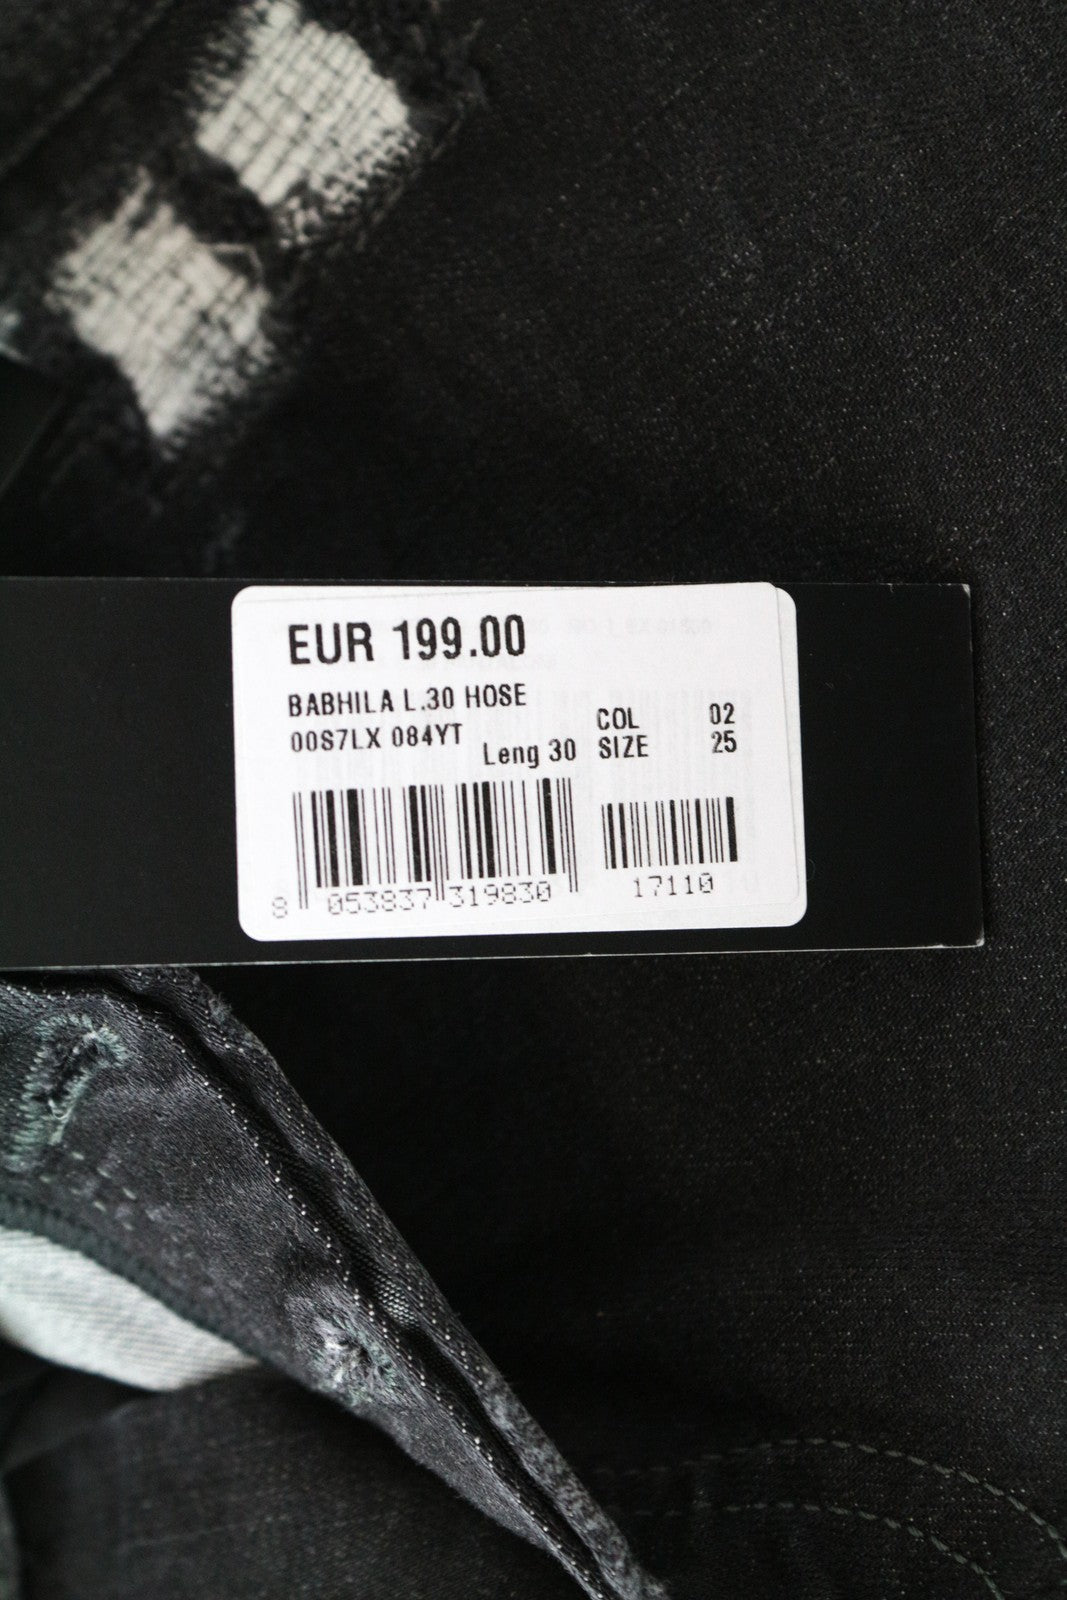 EUR 199.00
BABHILA L.30 HOSE
00S7LX 084YT
Leng 30
COL 02
SIZE 25
8 053837 319830
17110